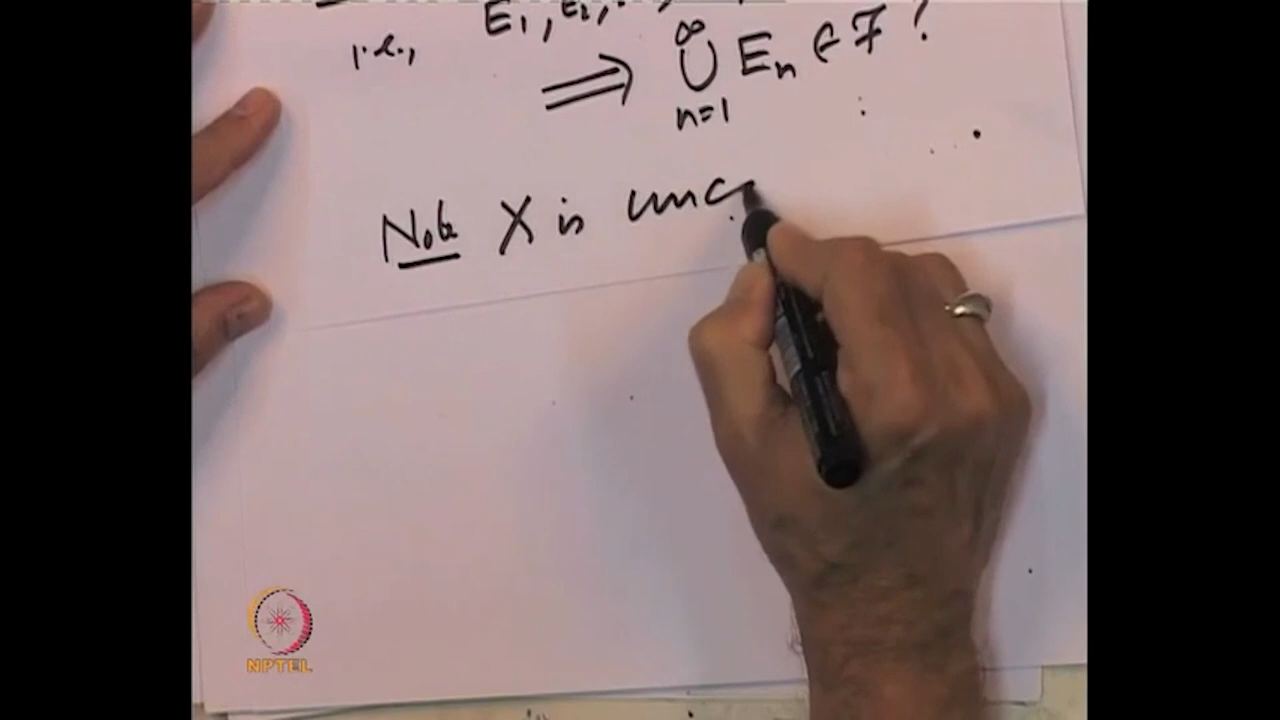 i.e., E1, E2,
⟹ ∞ ∪ n=1 En ∈ F ?
Note X is unc
NPTEL